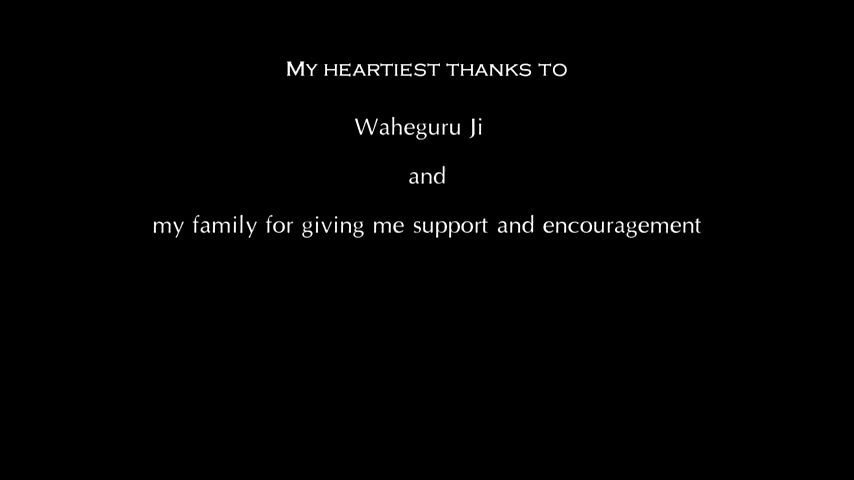 My heartiest thanks to
Waheguru Ji
and
my family for giving me support and encouragement